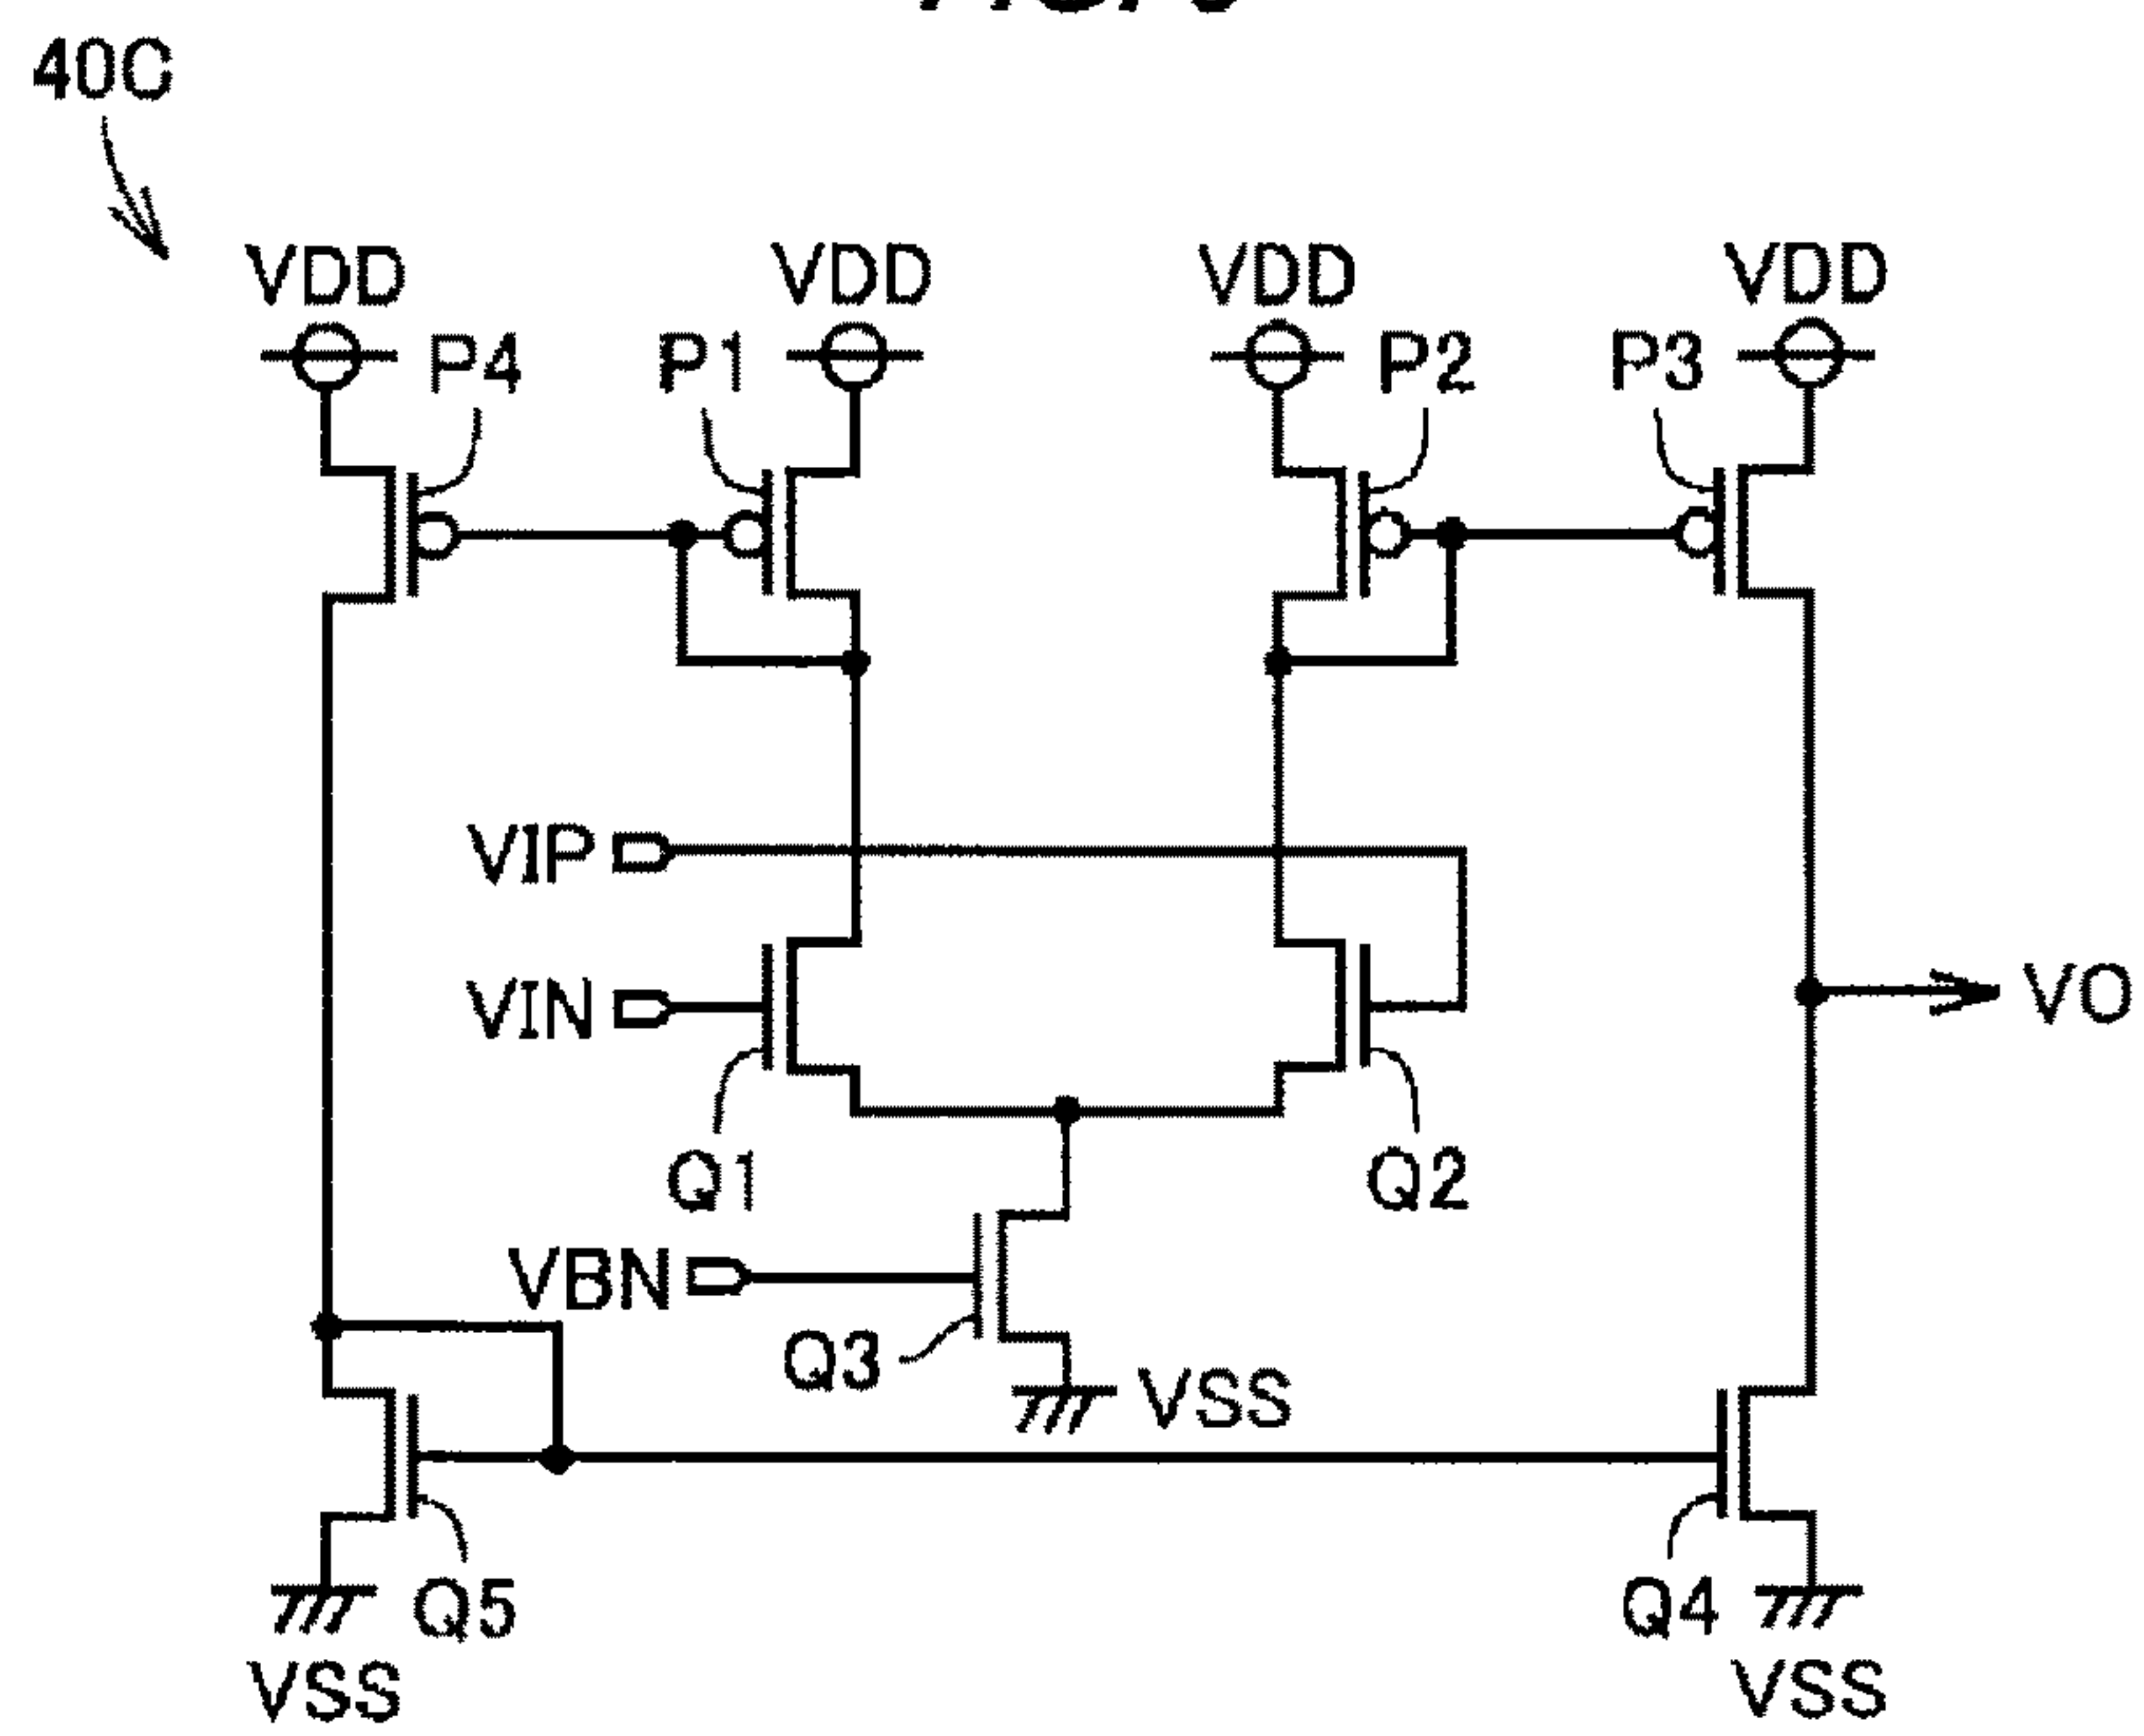 40C
VDD VDD VDD VDD
P4 P1 P2 P3
VIP
VIN
VO
Q1 Q2
VBN
Q3
VSS
Q5 Q4
VSS VSS